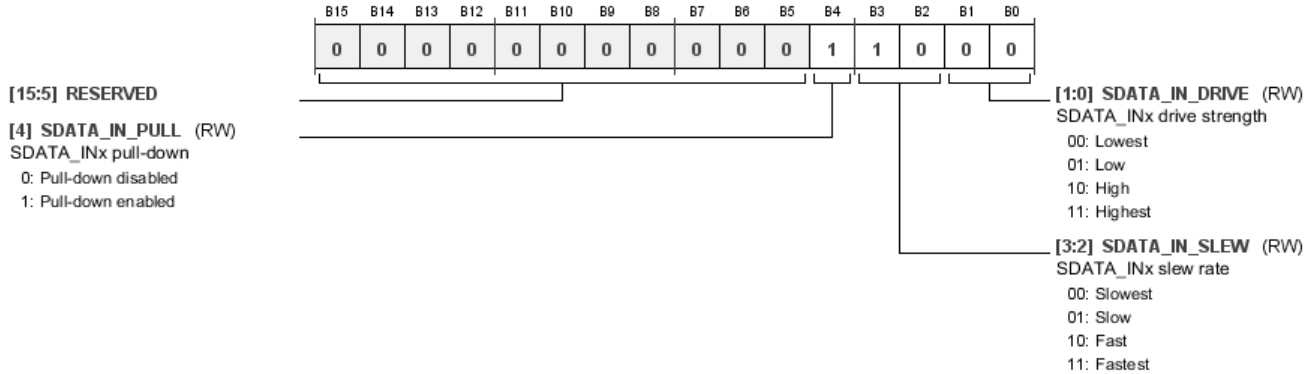 B15 B14 B13 B12 B11 B10 B9 B8 B7 B6 B5 B4 B3 B2 B1 B0
0 0 0 0 0 0 0 0 0 0 0 1 1 0 0 0
[15:5] RESERVED
[4] SDATA_IN_PULL (RW)
SDATA_INx pull-down
0: Pull-down disabled
1: Pull-down enabled
[1:0] SDATA_IN_DRIVE (RW)
SDATA_INx drive strength
00: Lowest
01: Low
10: High
11: Highest
[3:2] SDATA_IN_SLEW (RW)
SDATA_INx slew rate
00: Slowest
01: Slow
10: Fast
11: Fastest